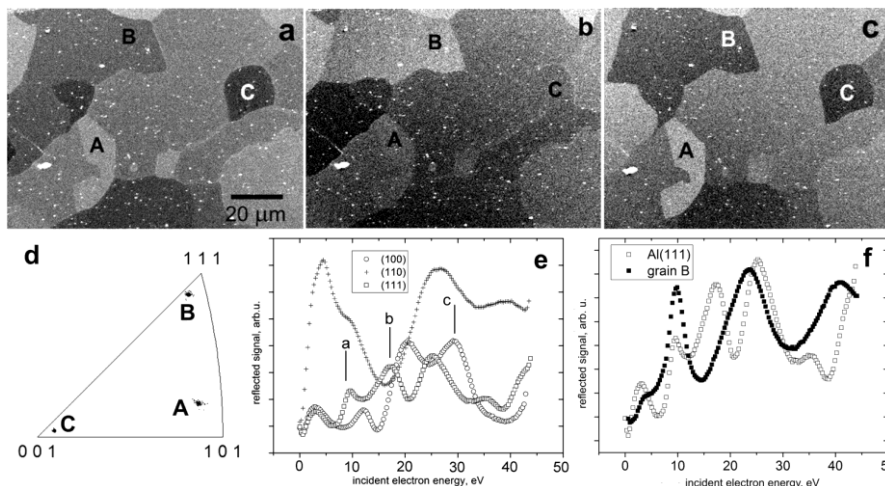 a
B
C
A
20 µm
b
B
C
A
c
B
C
A
d
1 1 1
B
A
C
0 0 1
1 0 1
e
(100)
(110)
(111)
a
b
c
reflected signal, arb. u.
0 10 20 30 40 50
incident electron energy, eV
f
Al(111)
grain B
reflected signal, arb. u.
0 10 20 30 40 50
incident electron energy, eV